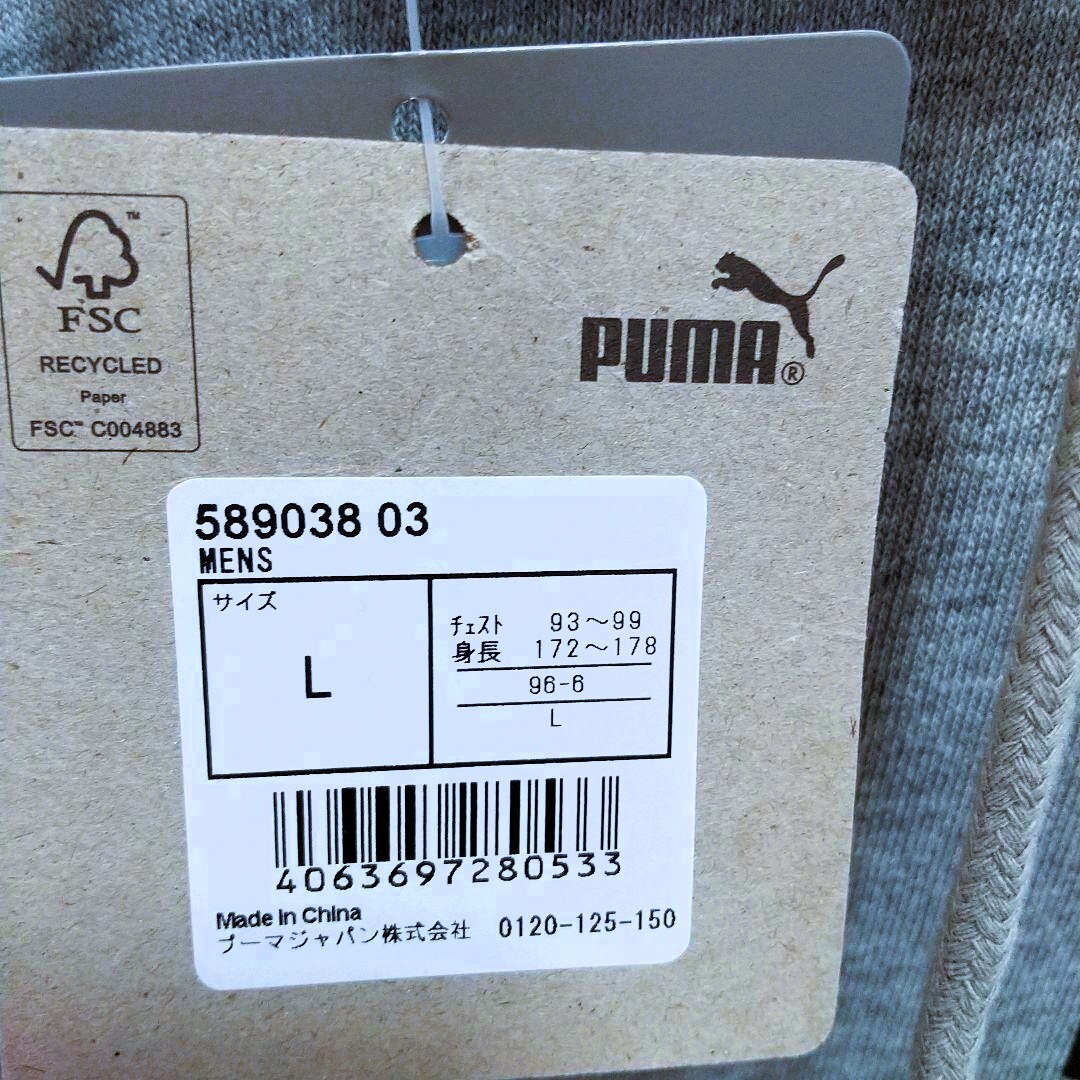 FSC™
RECYCLED
Paper
FSC™ C004883
PUMA®
589038 03
MENS
サイズ
L
チェスト 93～99
身長 172～178
96-6
L
4063697280533
Made in China
プーマジャパン株式会社 0120-125-150